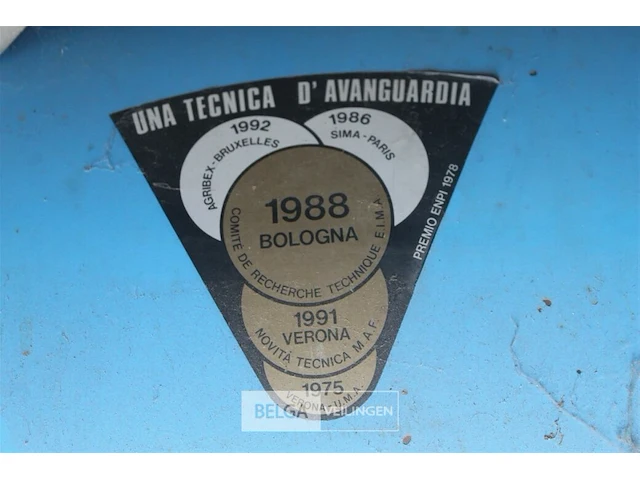 UNA TECNICA D'AVANGUARDIA
1992
AGRIBEX-BRUXELLES
1986
SIMA-PARIS
1988
BOLOGNA
COMITÉ DE RECHERCHE TECHNIQUE E.I.M.A
PREMIO ENPI 1978
1991
VERONA
NOVITÀ TECNICA M.A.F.
1975
VERONA-U.M.A.
BELGA VEILINGEN